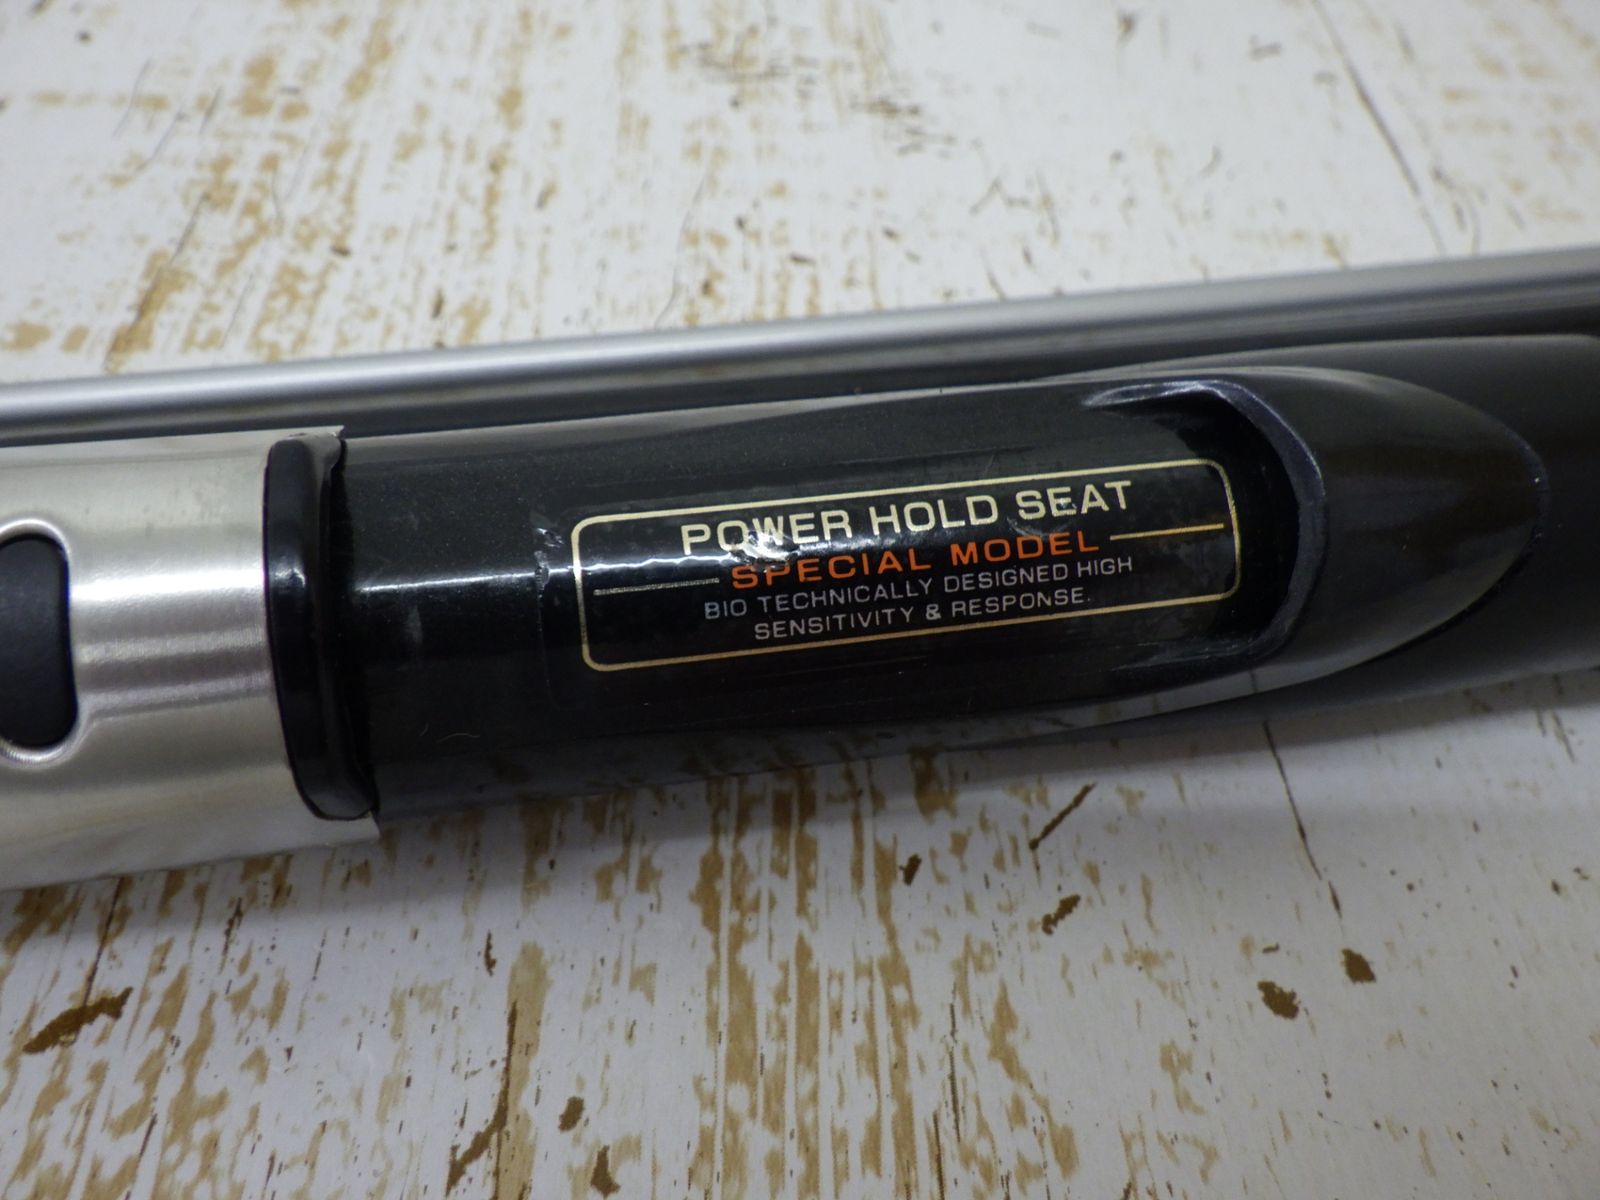 POWER HOLD SEAT
SPECIAL MODEL
BIO TECHNICALLY DESIGNED HIGH
SENSITIVITY & RESPONSE.